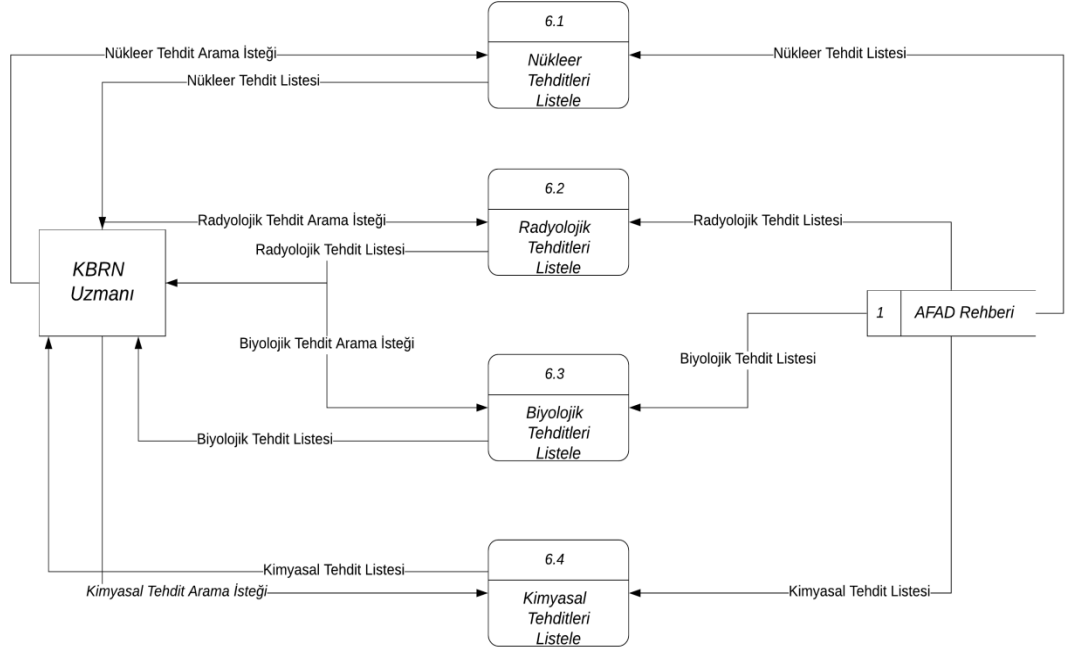 6.1
Nükleer Tehdit Arama İsteği
Nükleer
Tehditleri
Listele
Nükleer Tehdit Listesi
Nükleer Tehdit Listesi
6.2
Radyolojik Tehdit Arama İsteği
Radyolojik
Tehditleri
Listele
Radyolojik Tehdit Listesi
Radyolojik Tehdit Listesi
KBRN
Uzmanı
1
AFAD Rehberi
Biyolojik Tehdit Arama İsteği
Biyolojik Tehdit Listesi
6.3
Biyolojik
Tehditleri
Listele
Biyolojik Tehdit Listesi
6.4
Kimyasal Tehdit Listesi
Kimyasal Tehdit Arama İsteği
Kimyasal
Tehditleri
Listele
Kimyasal Tehdit Listesi